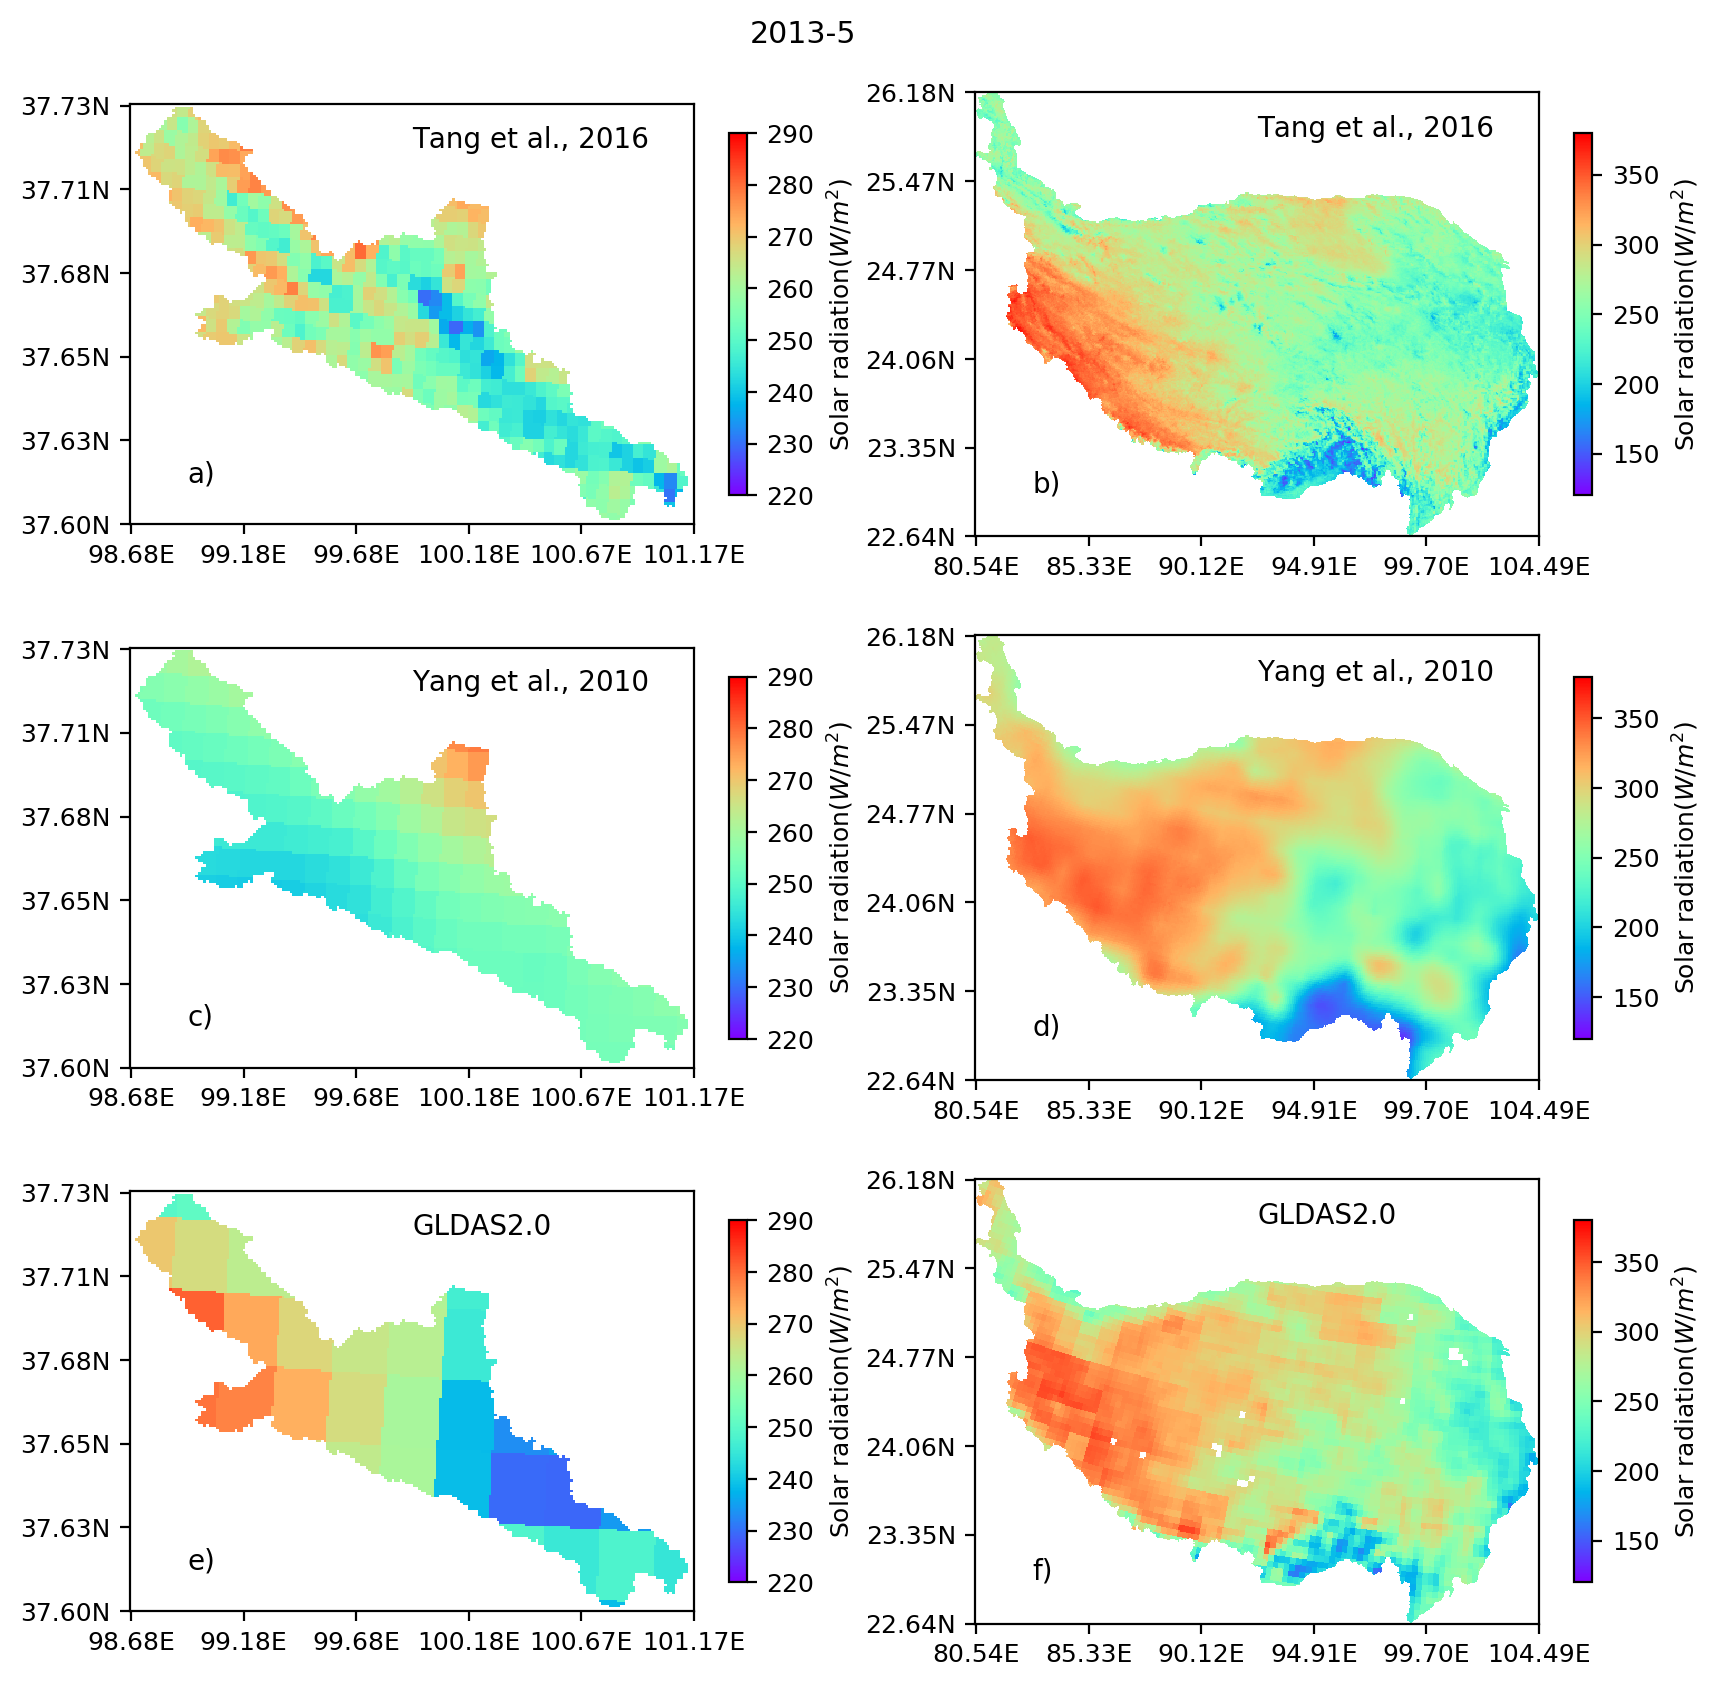 2013-5
37.73N
37.71N
37.68N
37.65N
37.63N
37.60N
98.68E 99.18E 99.68E 100.18E 100.67E 101.17E
Tang et al., 2016
a)
290
280
270
260
250
240
230
220
Solar radiation(W/m²)
26.18N
25.47N
24.77N
24.06N
23.35N
22.64N
80.54E 85.33E 90.12E 94.91E 99.70E 104.49E
Tang et al., 2016
b)
350
300
250
200
150
Solar radiation(W/m²)
37.73N
37.71N
37.68N
37.65N
37.63N
37.60N
98.68E 99.18E 99.68E 100.18E 100.67E 101.17E
Yang et al., 2010
c)
290
280
270
260
250
240
230
220
Solar radiation(W/m²)
26.18N
25.47N
24.77N
24.06N
23.35N
22.64N
80.54E 85.33E 90.12E 94.91E 99.70E 104.49E
Yang et al., 2010
d)
350
300
250
200
150
Solar radiation(W/m²)
37.73N
37.71N
37.68N
37.65N
37.63N
37.60N
98.68E 99.18E 99.68E 100.18E 100.67E 101.17E
GLDAS2.0
e)
290
280
270
260
250
240
230
220
Solar radiation(W/m²)
26.18N
25.47N
24.77N
24.06N
23.35N
22.64N
80.54E 85.33E 90.12E 94.91E 99.70E 104.49E
GLDAS2.0
f)
350
300
250
200
150
Solar radiation(W/m²)